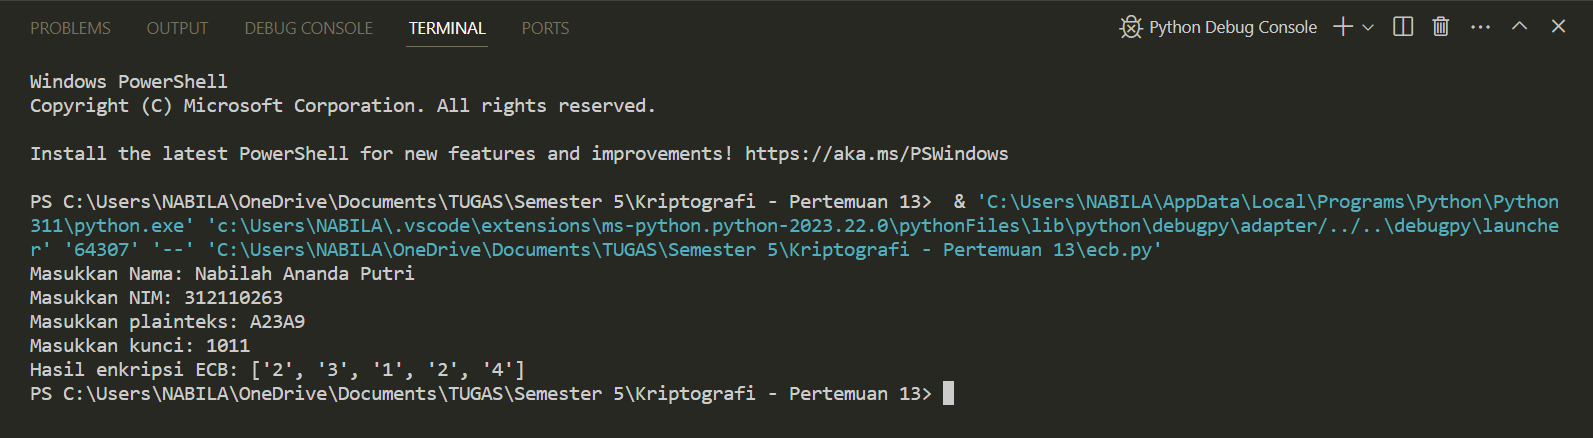 PROBLEMS OUTPUT DEBUG CONSOLE TERMINAL PORTS Python Debug Console
Windows PowerShell
Copyright (C) Microsoft Corporation. All rights reserved.
Install the latest PowerShell for new features and improvements! https://aka.ms/PSWindows
PS C:\Users\NABILA\OneDrive\Documents\TUGAS\Semester 5\Kriptografi - Pertemuan 13>  & 'C:\Users\NABILA\AppData\Local\Programs\Python\Python
311\python.exe' 'c:\Users\NABILA\.vscode\extensions\ms-python.python-2023.22.0\pythonFiles\lib\python\debugpy\adapter/../..\debugpy\launche
r' '64307' '--' 'C:\Users\NABILA\OneDrive\Documents\TUGAS\Semester 5\Kriptografi - Pertemuan 13\ecb.py'
Masukkan Nama: Nabilah Ananda Putri
Masukkan NIM: 312110263
Masukkan plainteks: A23A9
Masukkan kunci: 1011
Hasil enkripsi ECB: ['2', '3', '1', '2', '4']
PS C:\Users\NABILA\OneDrive\Documents\TUGAS\Semester 5\Kriptografi - Pertemuan 13>